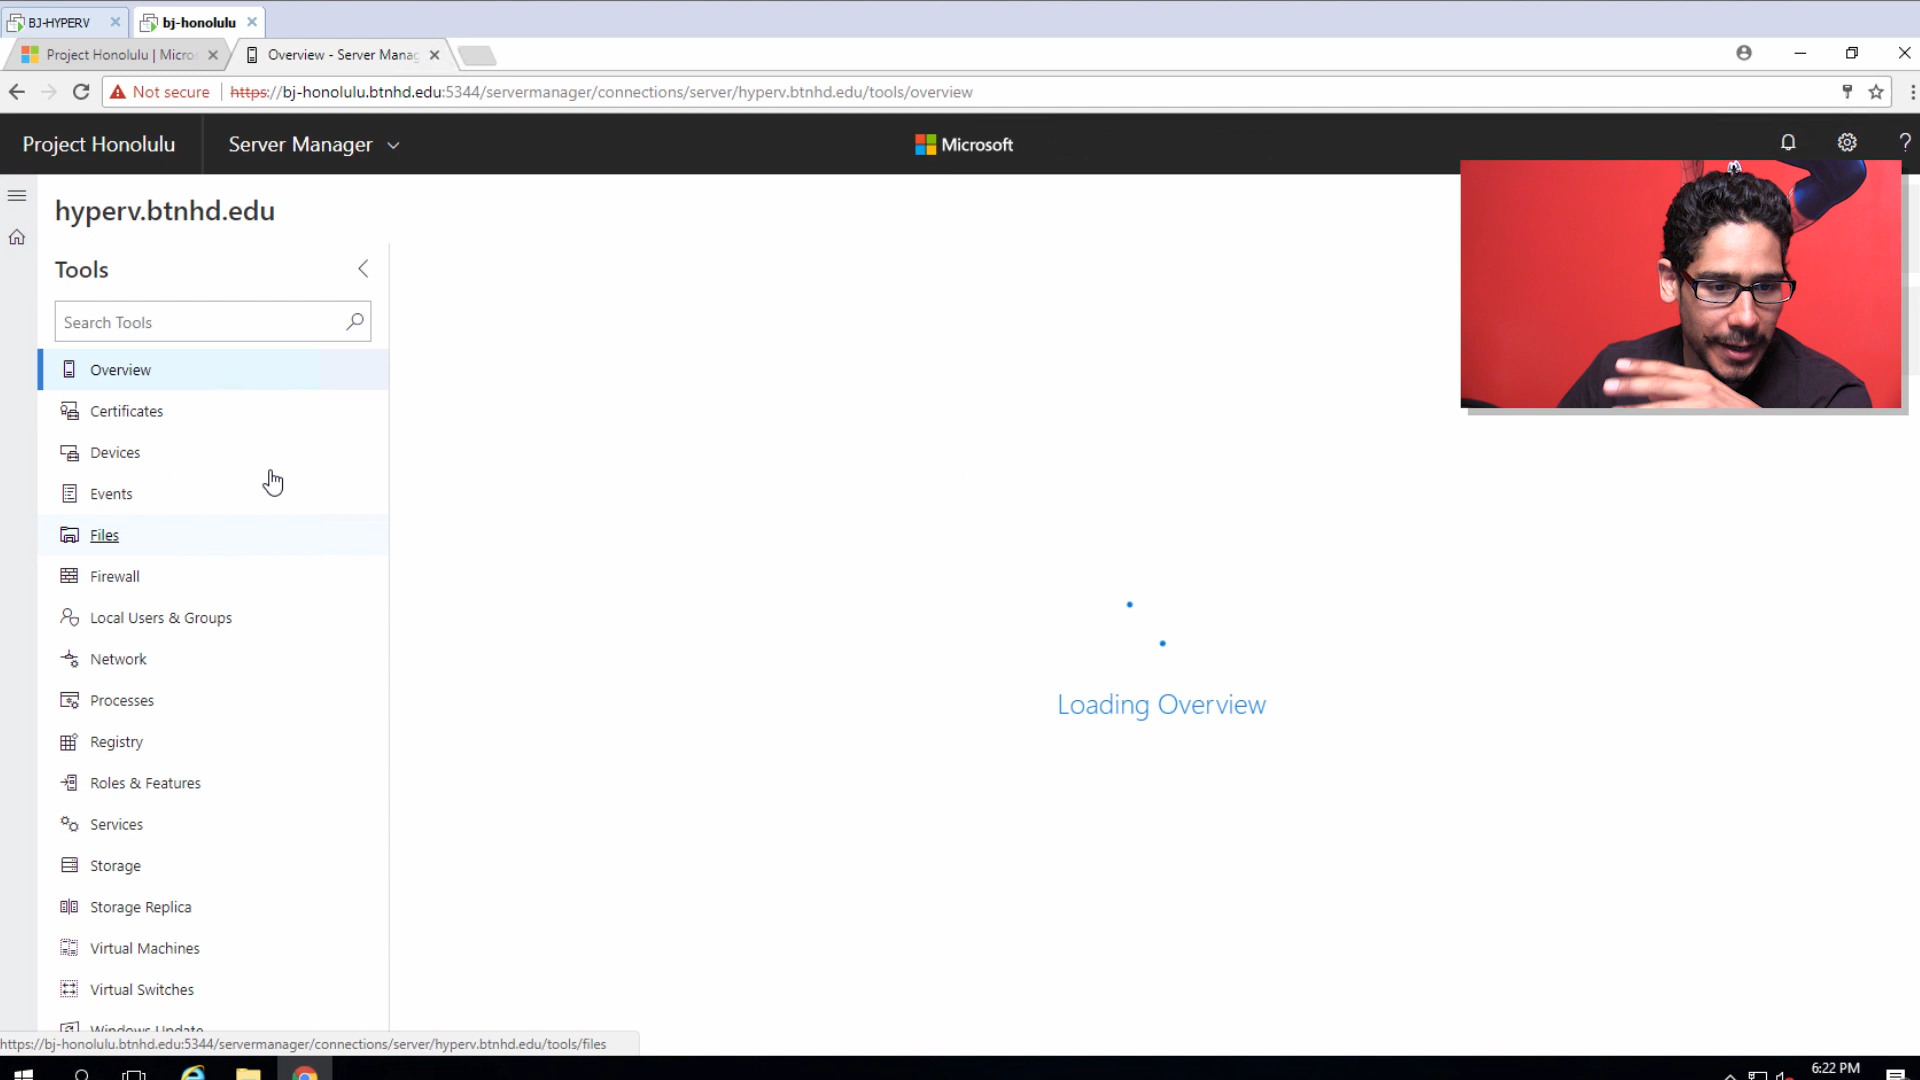 BJ-HYPERV
bj-honolulu
Project Honolulu | Micro
Overview - Server Manag
Not secure
https://bj-honolulu.btnhd.edu:5344/servermanager/connections/server/hyperv.btnhd.edu/tools/overview
Project Honolulu
Server Manager
Microsoft
?
hyperv.btnhd.edu
Tools
Search Tools
Overview
Certificates
Devices
Events
Files
Firewall
Local Users & Groups
Network
Processes
Registry
Roles & Features
Services
Storage
Storage Replica
Virtual Machines
Virtual Switches
Windows Update
Loading Overview
https://bj-honolulu.btnhd.edu:5344/servermanager/connections/server/hyperv.btnhd.edu/tools/files
6:22 PM